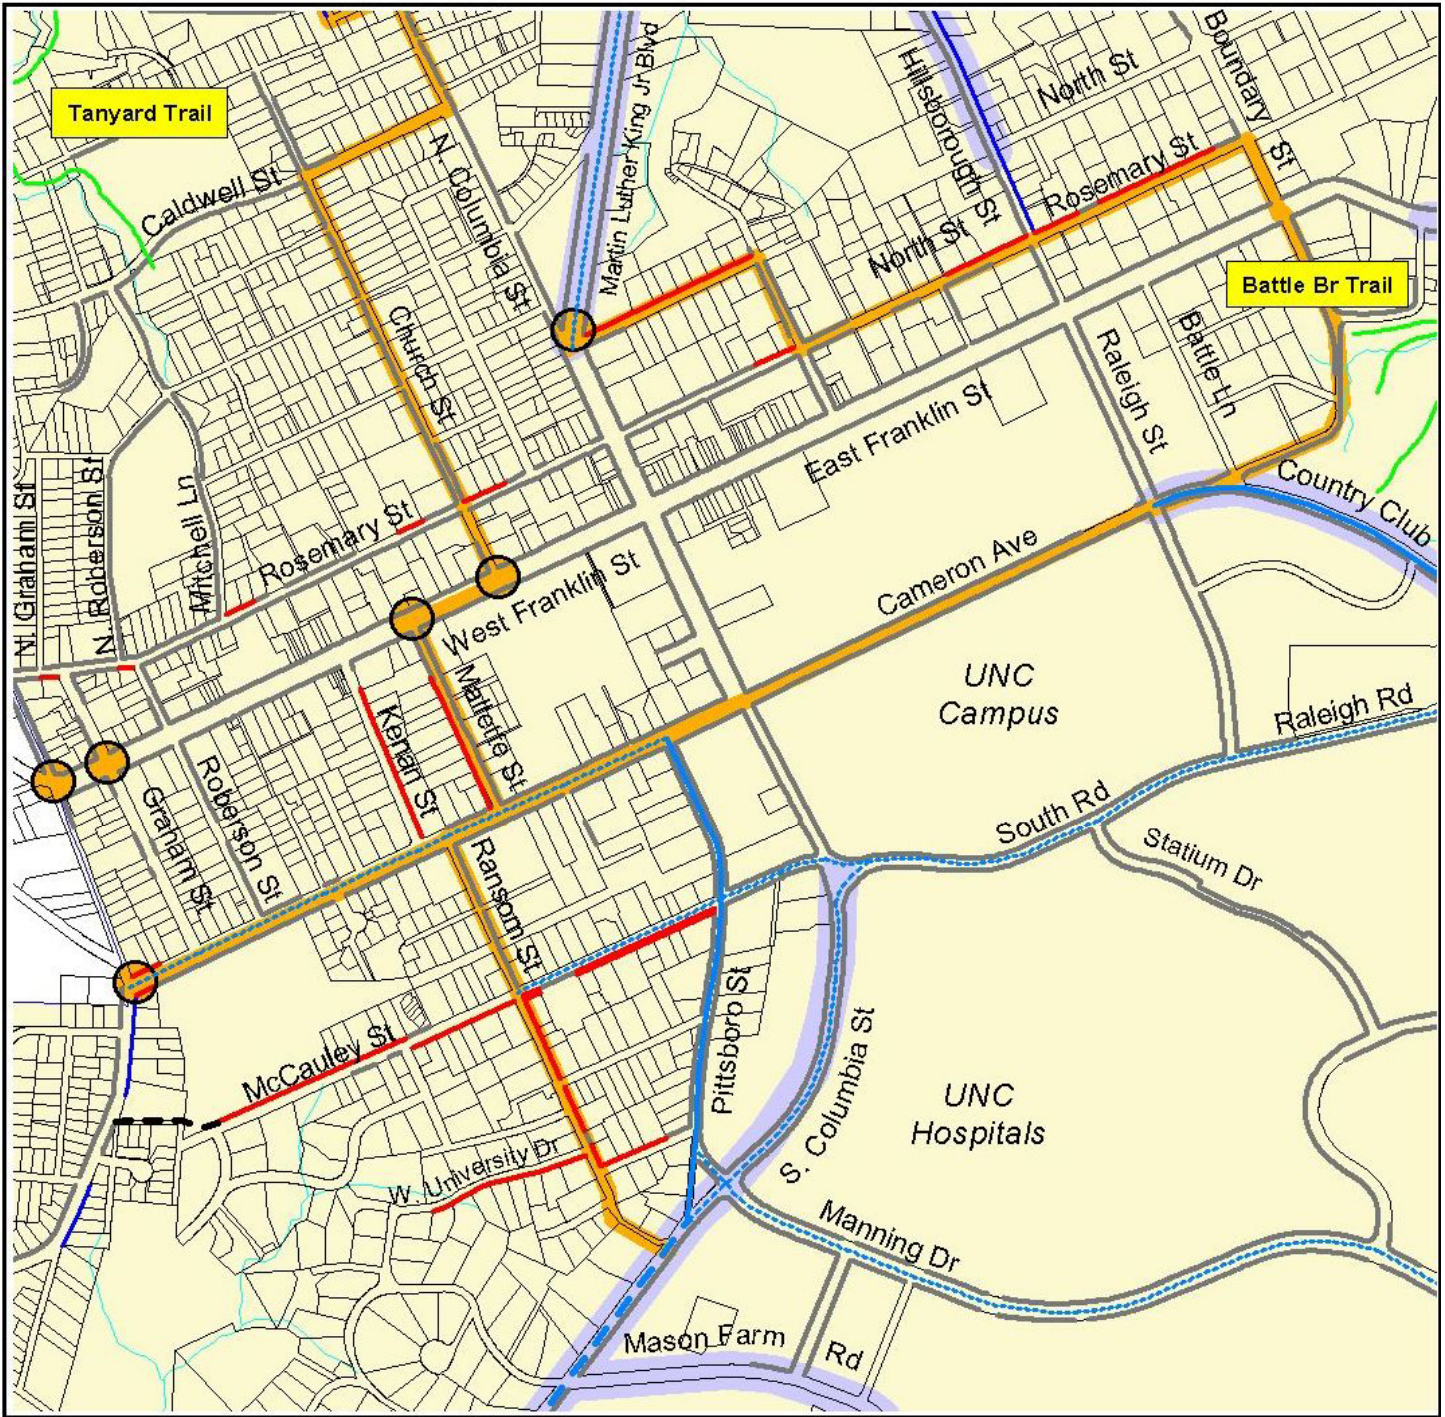 Tanyard Trail
Caldwell St
N. Columbia St
Martin Luther King Jr Blvd
Hillsborough St
North St
Boundary
St
Rosemary St
North St
Battle Br Trail
Church St
Raleigh St
Battle Ln
East Franklin St
Country Club
N. Graham St
N. Roberson St
Mitchell Ln
Rosemary St
West Franklin St
Cameron Ave
Mallette St
Kenan St
Roberson St
Graham St
UNC
Campus
Raleigh Rd
South Rd
Statium Dr
Ransom St
McCauley St
Pittsboro St
S. Columbia St
UNC
Hospitals
W. University Dr
Manning Dr
Mason Farm
Rd